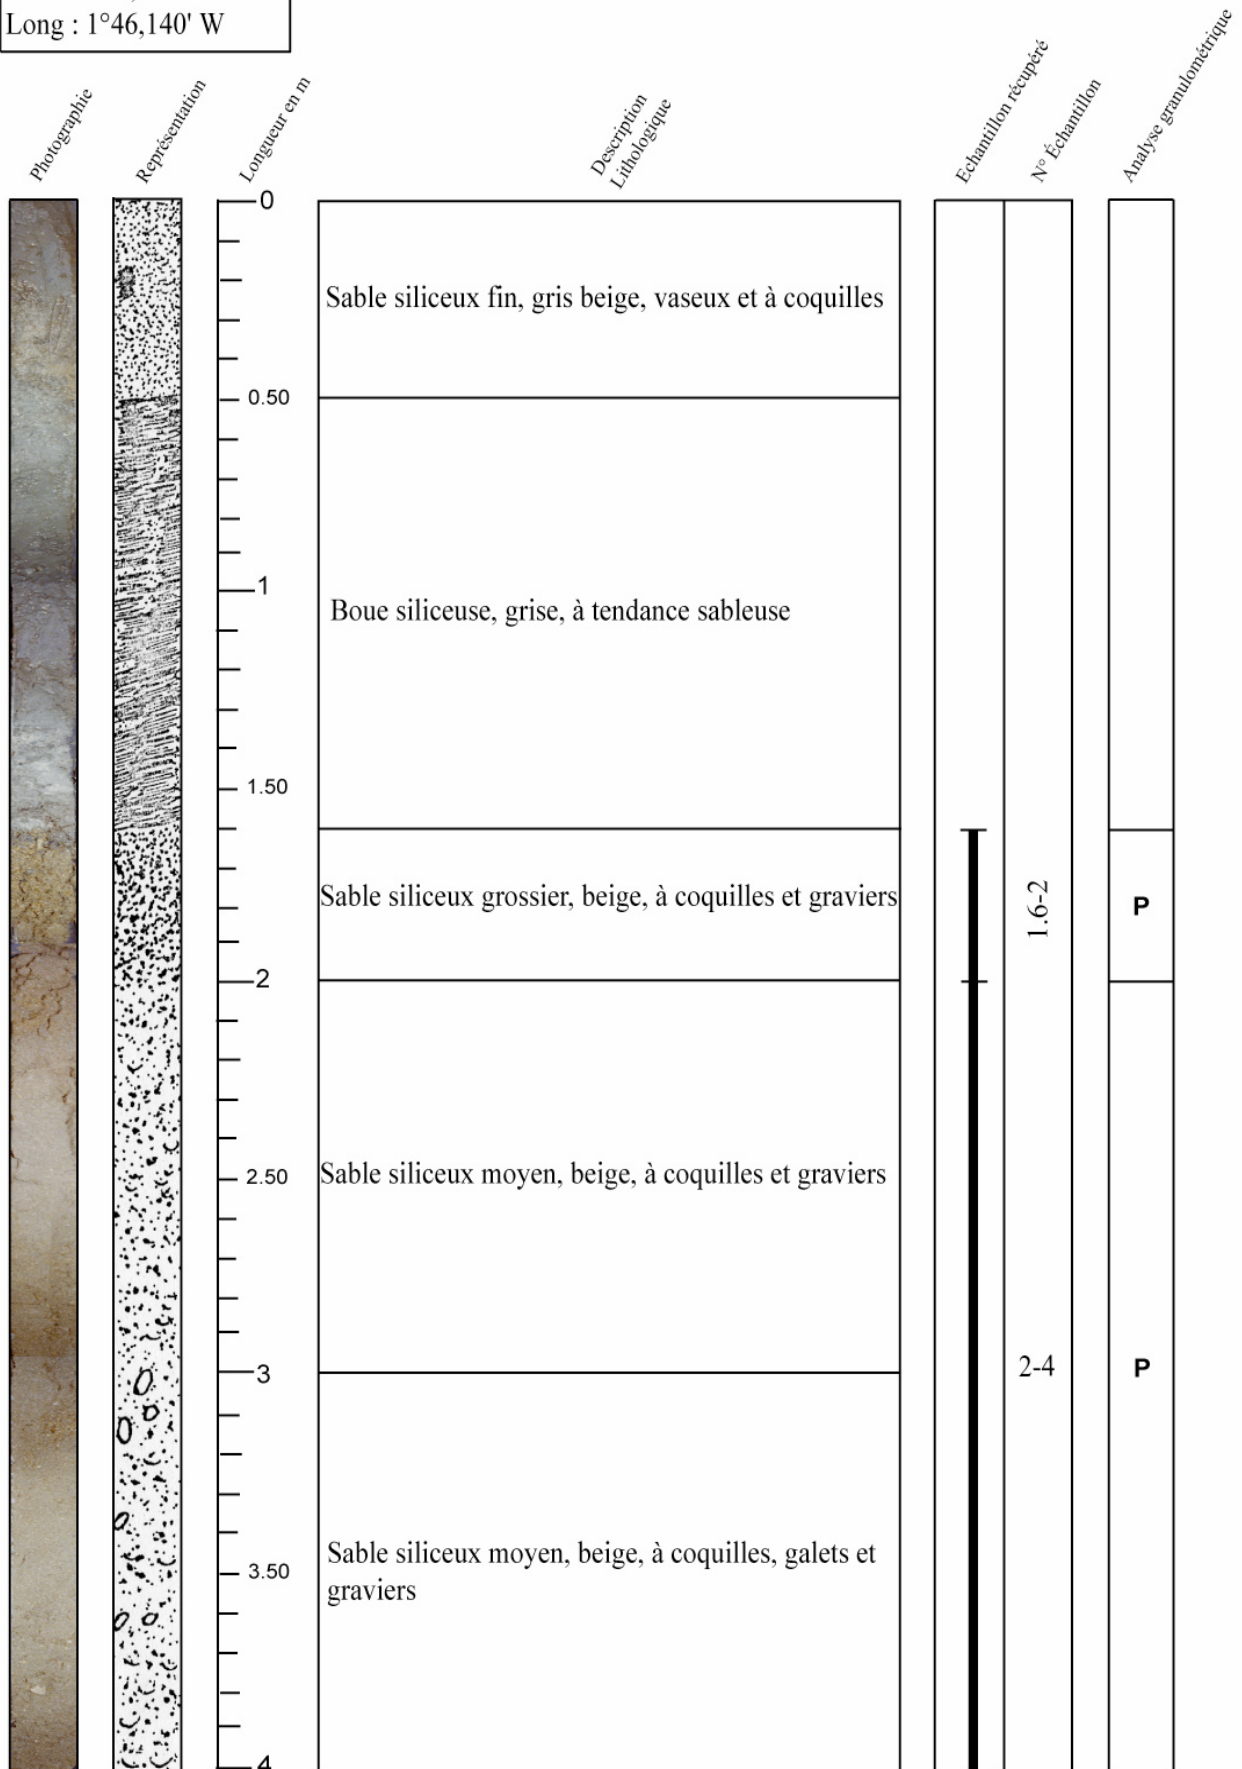 Long : 1°46,140' W
Photographie
Représentation
Longueur en m
Description
Lithologique
Echantillon récupéré
N° Échantillon
Analyse granulométrique
0
Sable siliceux fin, gris beige, vaseux et à coquilles
0.50
1
Boue siliceuse, grise, à tendance sableuse
1.50
Sable siliceux grossier, beige, à coquilles et graviers
1.6-2
P
2
2.50
Sable siliceux moyen, beige, à coquilles et graviers
3
2-4
P
Sable siliceux moyen, beige, à coquilles, galets et
graviers
3.50
4